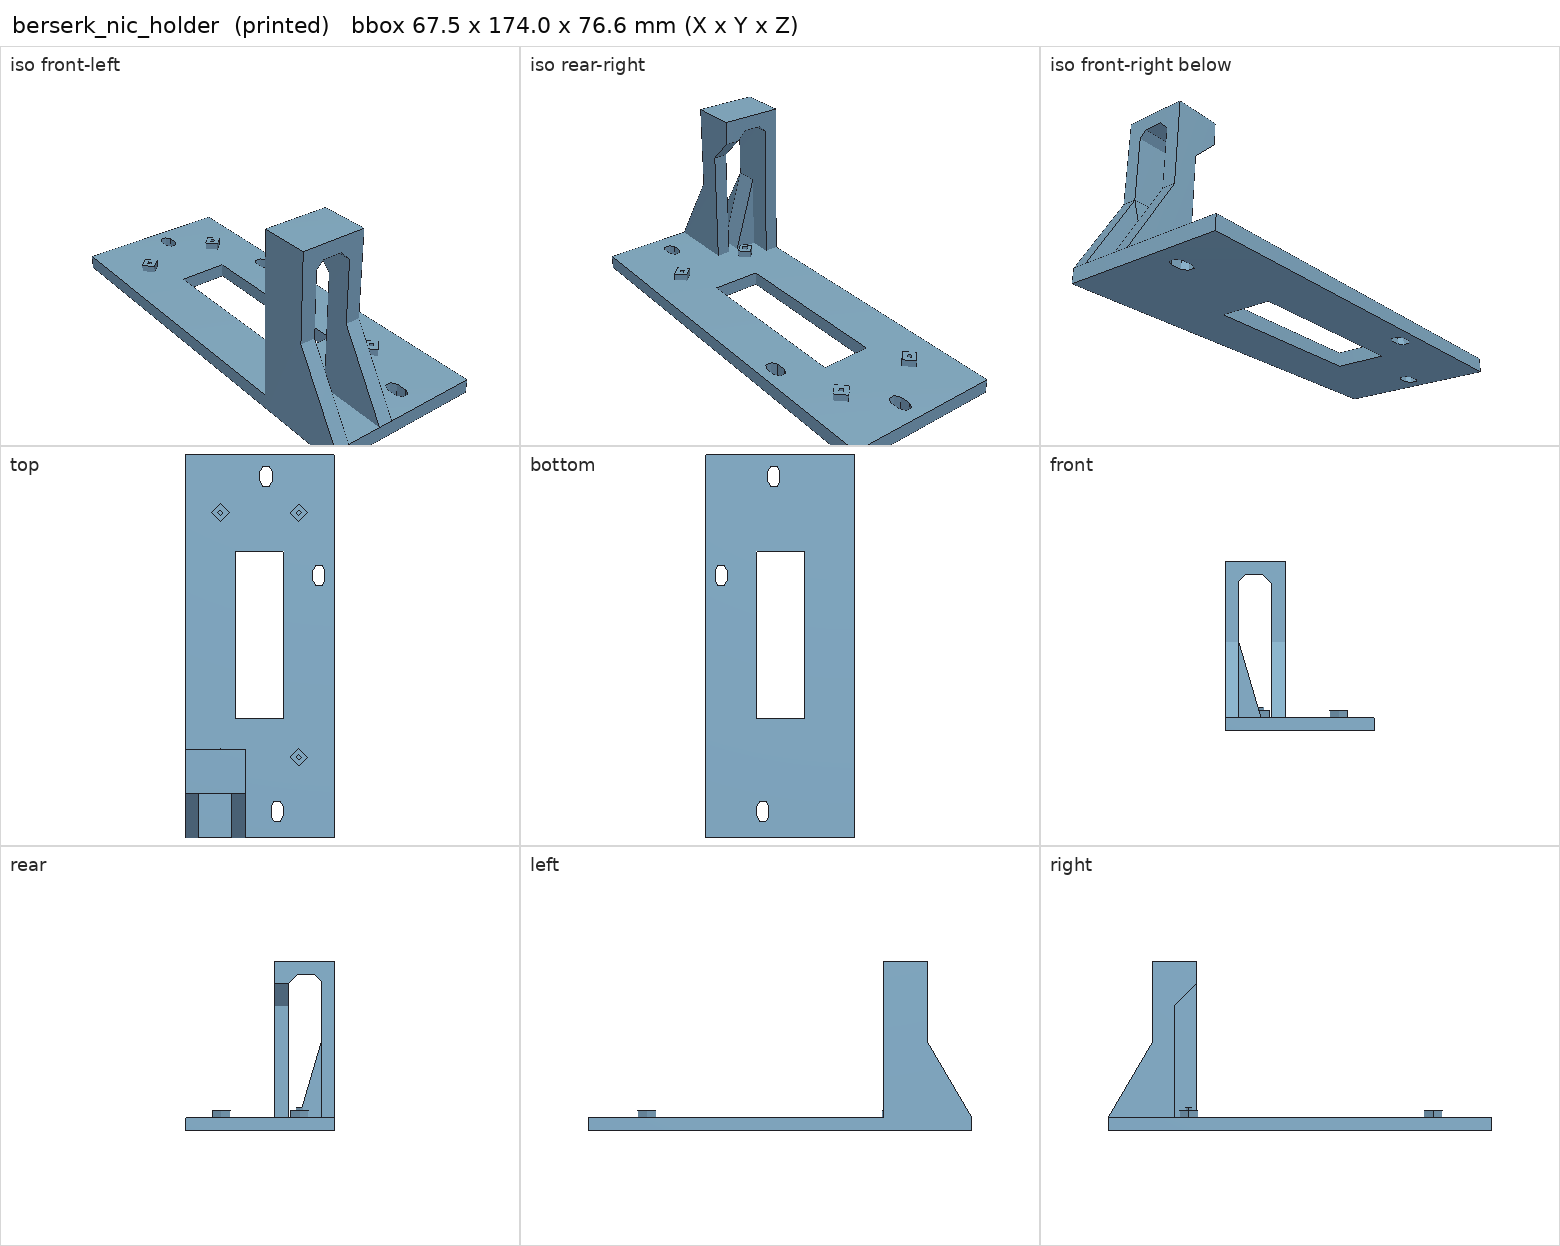 berserk_nic_holder (printed) bbox 67.5 x 174.0 x 76.6 mm (X x Y x Z)
iso front-left
iso rear-right
iso front-right below
top
bottom
front
rear
left
right